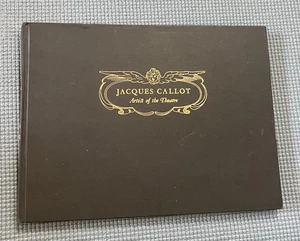 JACQUES CALLOT
Artist of the Theatre